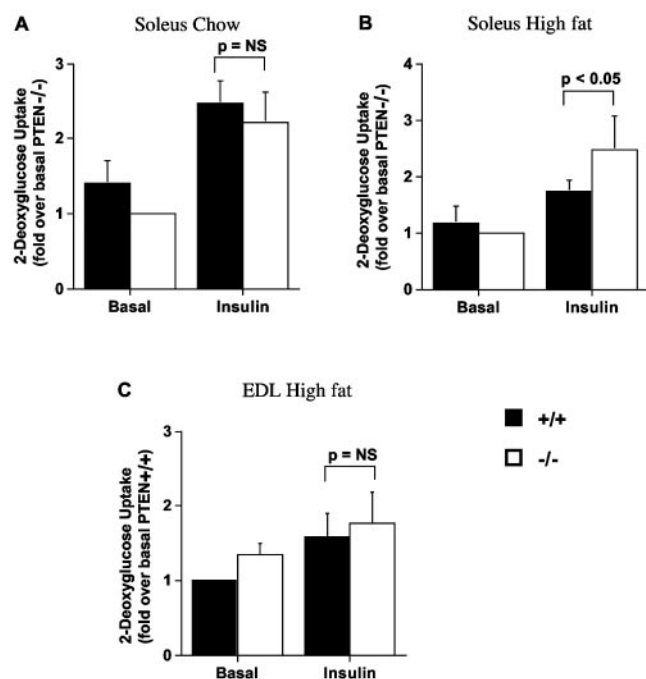 A
Soleus Chow
p = NS
2-Deoxyglucose Uptake
(fold over basal PTEN-/-)
3
2
1
0
Basal
Insulin
B
Soleus High fat
p < 0.05
2-Deoxyglucose Uptake
(fold over basal PTEN-/-)
4
3
2
1
0
Basal
Insulin
C
EDL High fat
p = NS
2-Deoxyglucose Uptake
(fold over basal PTEN+/+)
3
2
1
0
Basal
Insulin
+/+
-/-